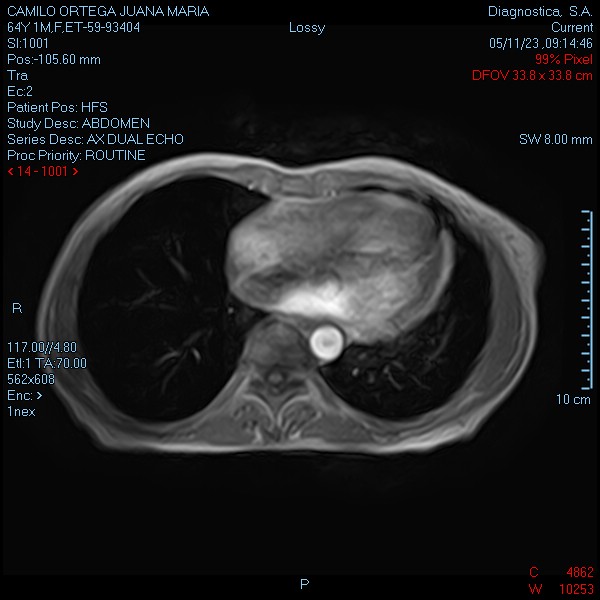 CAMILO ORTEGA JUANA MARIA
64Y 1M,F,ET-59-93404
SI:1001
Pos:-105.60 mm
Tra
Ec:2
Patient Pos: HFS
Study Desc: ABDOMEN
Series Desc: AX DUAL ECHO
Proc Priority: ROUTINE
< 14 - 1001 >
Lossy
Diagnostica, S.A.
Current
05/11/23 ,09:14:46
99% Pixel
DFOV 33.8 x 33.8 cm
SW 8.00 mm
R
117.00//4.80
Etl:1 TA:70.00
562x608
Enc: >
1nex
10 cm
P
C 4862
W 10253